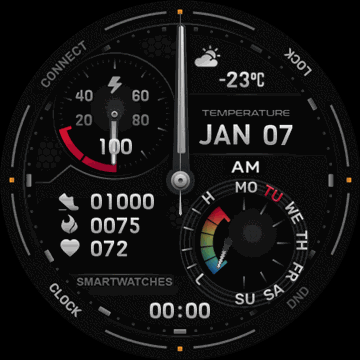 CONNECT
LOCK
-23°C
40 60
20 80
100
TEMPERATURE
JAN 07
AM
MO TU WE TH FR SA SU
H
L
01000
0075
072
SMARTWATCHES
CLOCK
DND
00:00